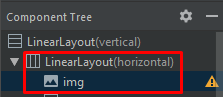 Component Tree
LinearLayout(vertical)
LinearLayout(horizontal)
img